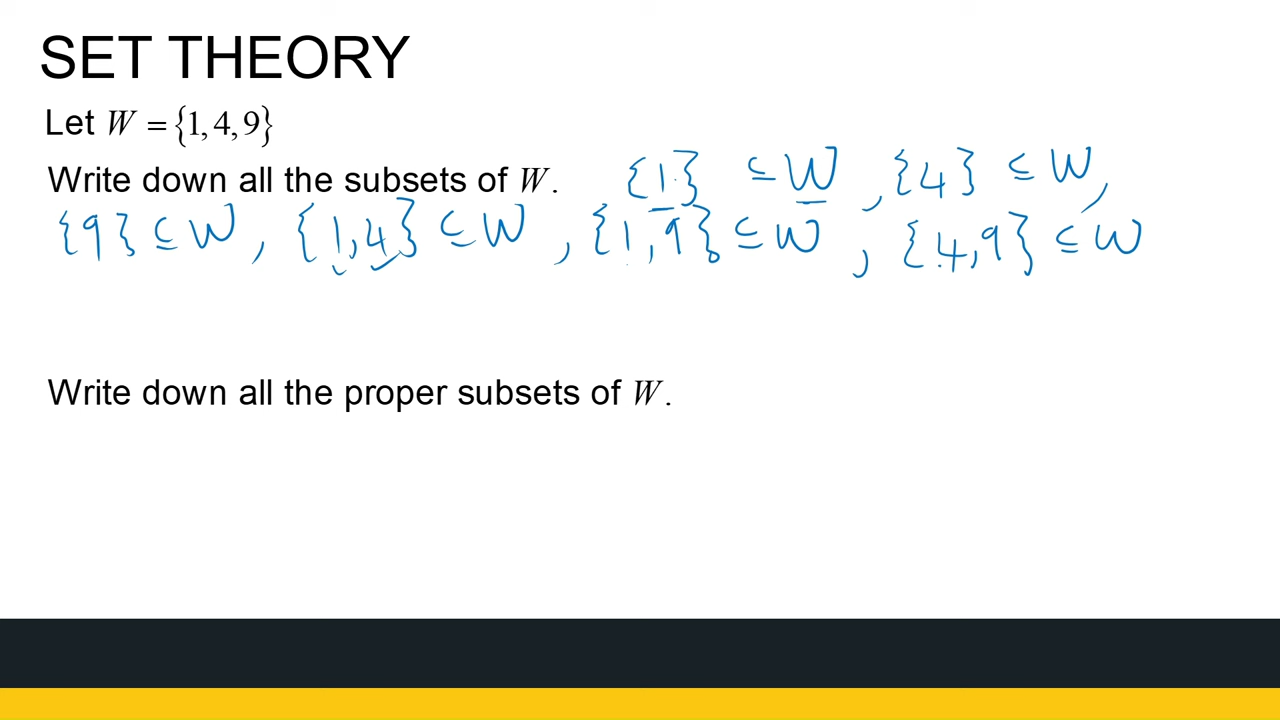 SET THEORY
Let W = {1, 4, 9}
Write down all the subsets of W. {1} ⊆ W, {4} ⊆ W,
{9} ⊆ W, {1,4} ⊆ W, {1,9} ⊆ W, {4,9} ⊆ W
Write down all the proper subsets of W.